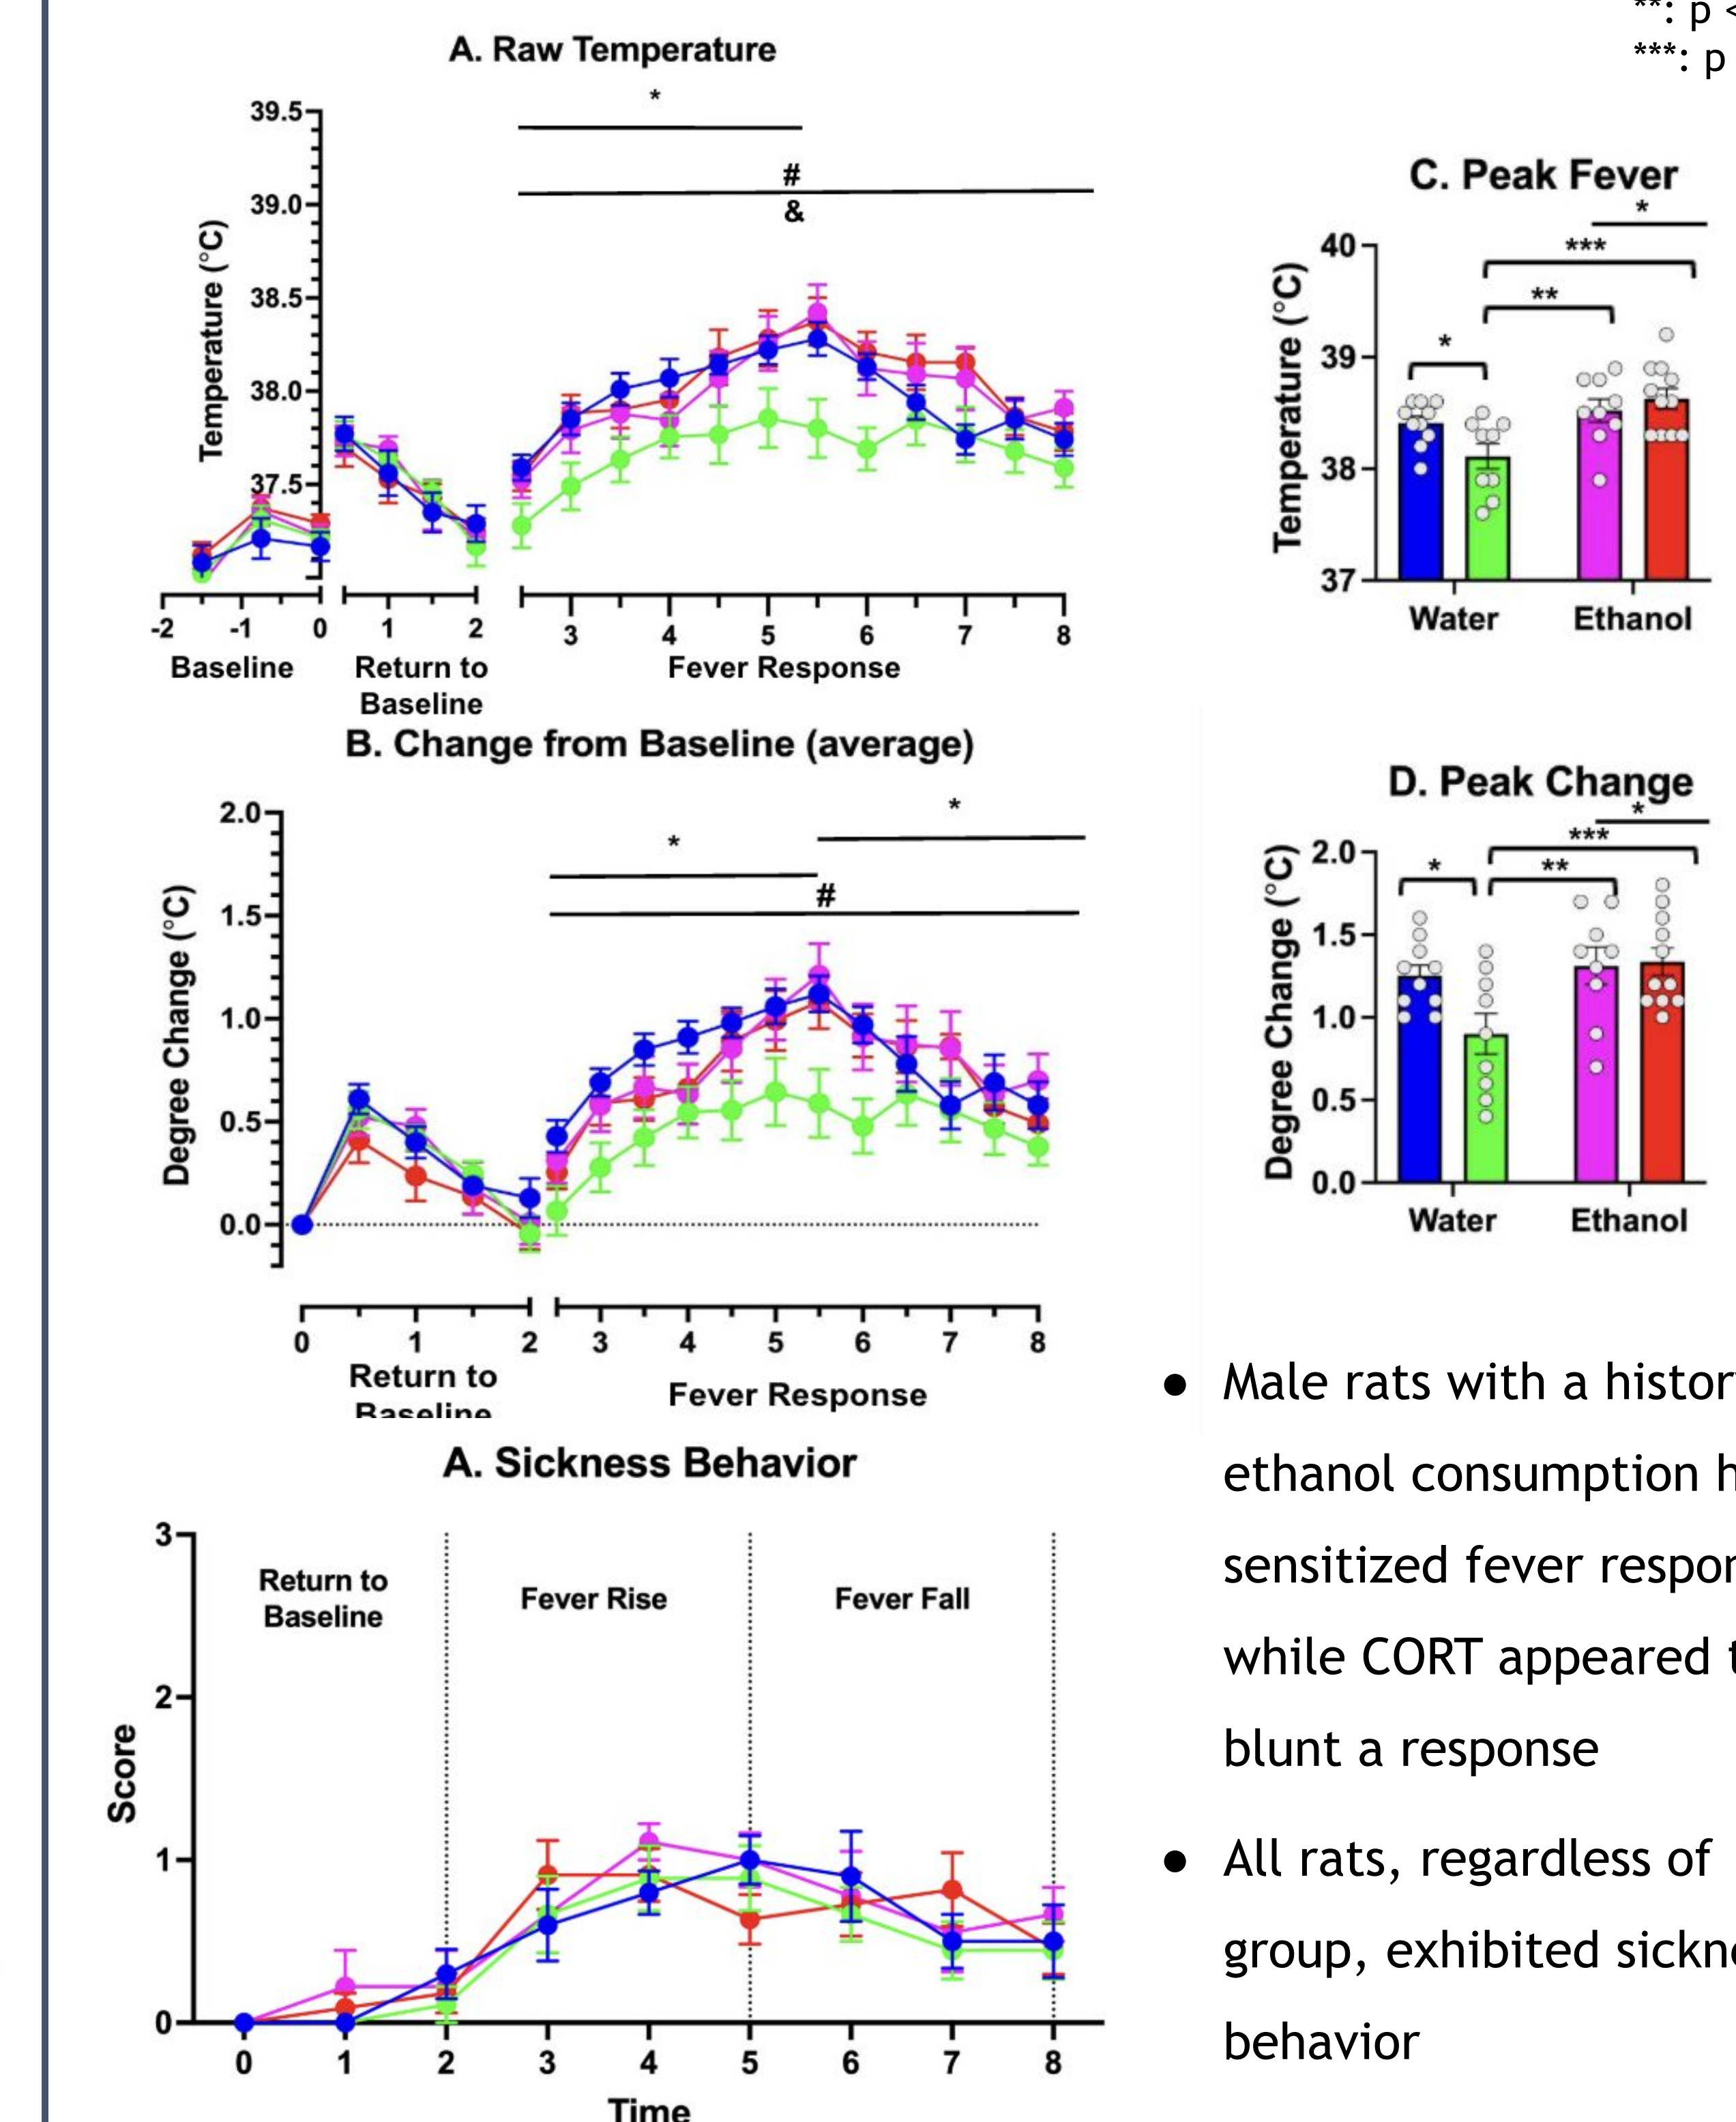 **: p <
***: p
A. Raw Temperature
*
#
&
Temperature (°C)
39.5
39.0
38.5
38.0
37.5
-2 -1 0 1 2 3 4 5 6 7 8
Baseline Return to Fever Response
Baseline
C. Peak Fever
*
***
**
*
Temperature (°C)
40
39
38
37
Water Ethanol
B. Change from Baseline (average)
*
*
#
Degree Change (°C)
2.0
1.5
1.0
0.5
0.0
0 1 2 3 4 5 6 7 8
Return to Fever Response
Baseline
D. Peak Change
*
***
* **
Degree Change (°C)
2.0
1.5
1.0
0.5
0.0
Water Ethanol
A. Sickness Behavior
Score
3
2
1
0
Return to Fever Rise Fever Fall
Baseline
0 1 2 3 4 5 6 7 8
Time
● Male rats with a histor
ethanol consumption h
sensitized fever respon
while CORT appeared t
blunt a response
● All rats, regardless of
group, exhibited sickne
behavior